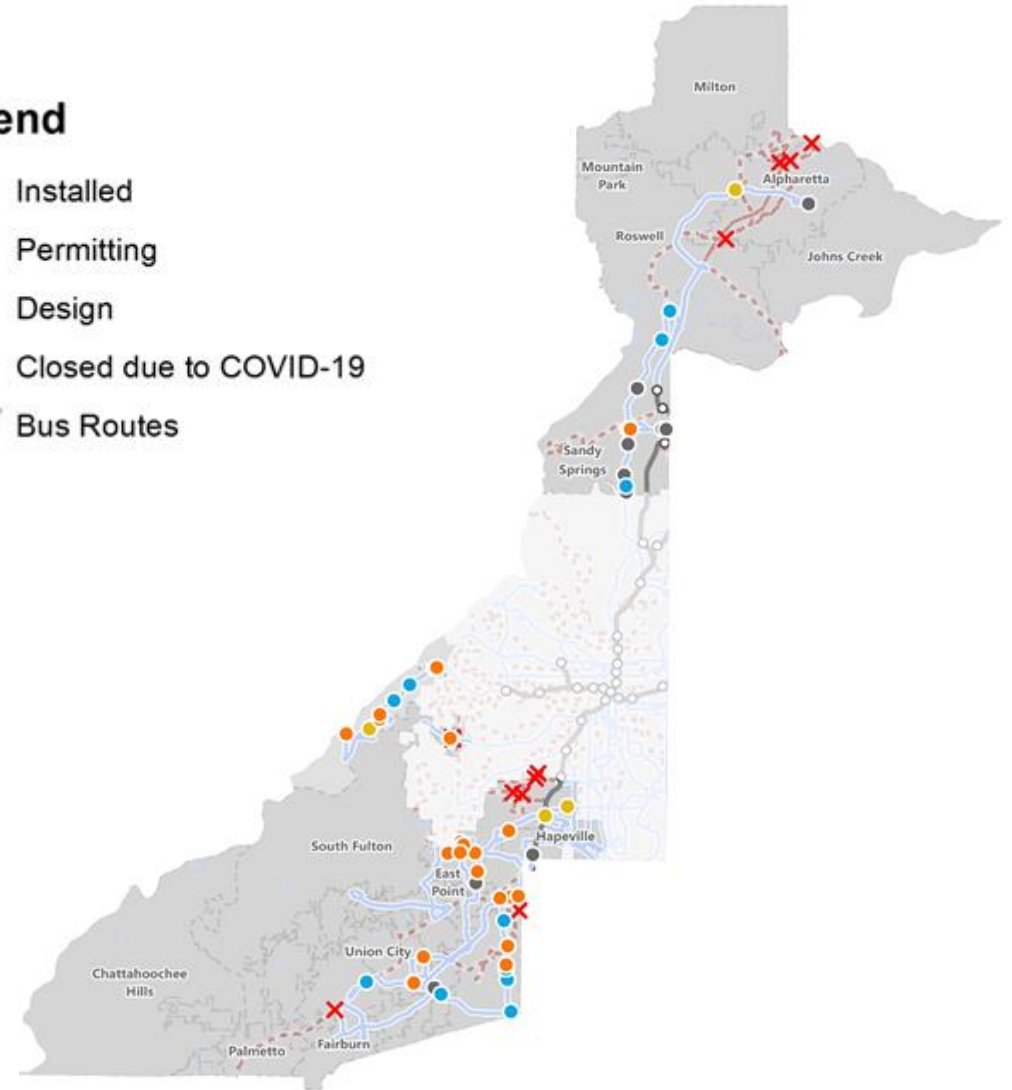 end
Installed
Permitting
Design
Closed due to COVID-19
Bus Routes
Milton
Mountain
Park
Alpharetta
Roswell
Johns Creek
Sandy
Springs
South Fulton
Hapeville
East
Point
Union City
Chattahoochee
Hills
Palmetto
Fairburn